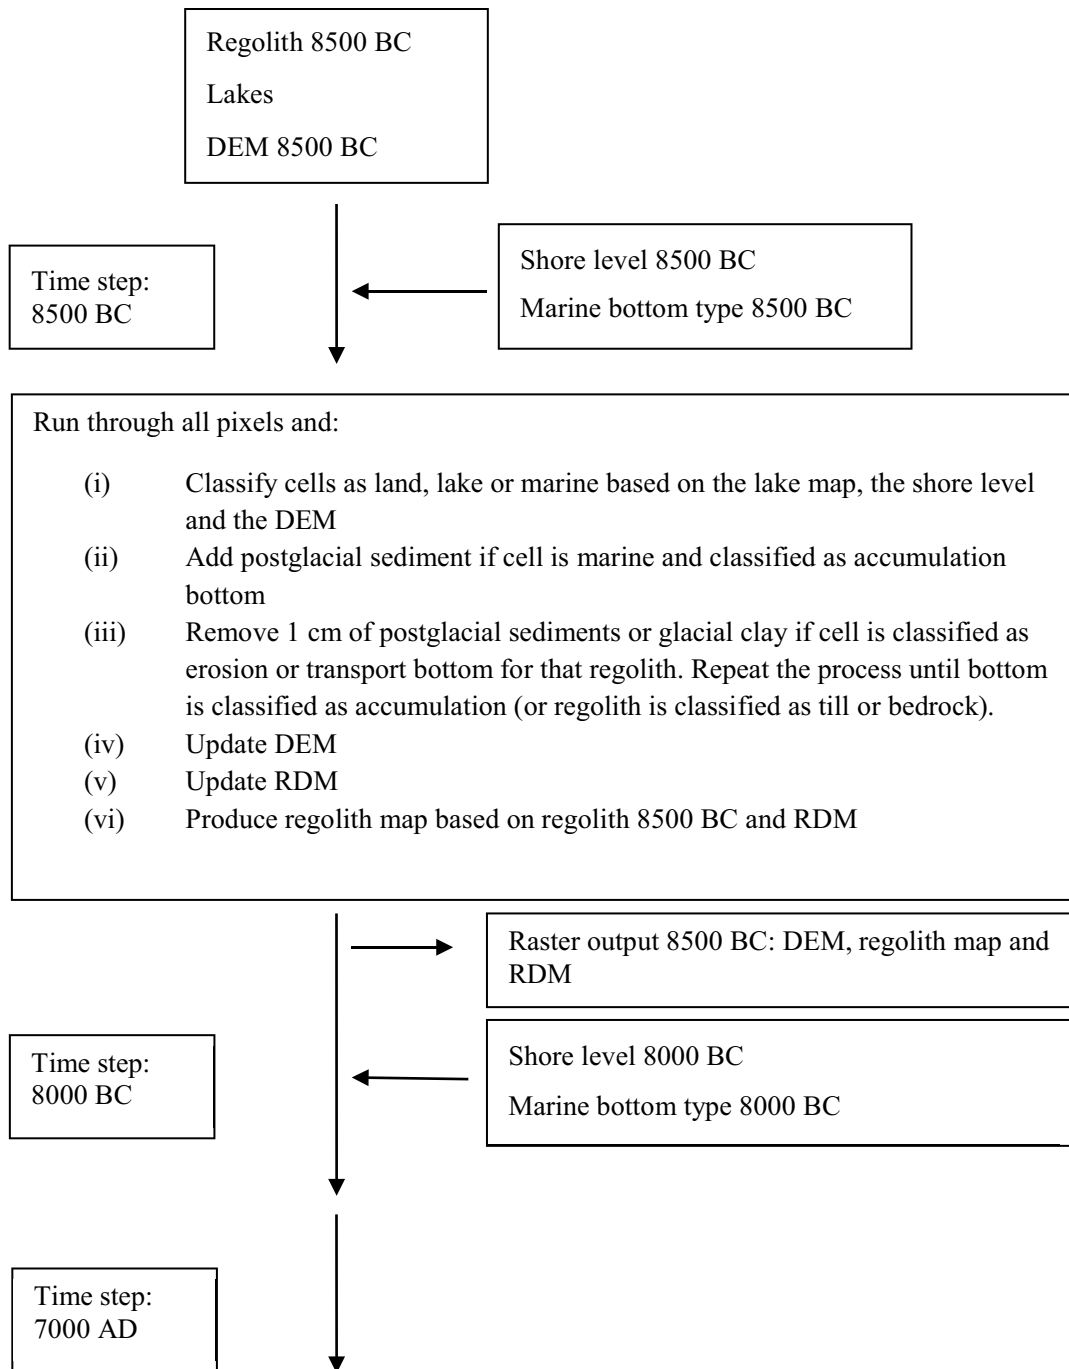 Regolith 8500 BC
Lakes
DEM 8500 BC
Time step:
8500 BC
Shore level 8500 BC
Marine bottom type 8500 BC
Run through all pixels and:
(i) Classify cells as land, lake or marine based on the lake map, the shore level
and the DEM
(ii) Add postglacial sediment if cell is marine and classified as accumulation
bottom
(iii) Remove 1 cm of postglacial sediments or glacial clay if cell is classified as
erosion or transport bottom for that regolith. Repeat the process until bottom
is classified as accumulation (or regolith is classified as till or bedrock).
(iv) Update DEM
(v) Update RDM
(vi) Produce regolith map based on regolith 8500 BC and RDM
Raster output 8500 BC: DEM, regolith map and
RDM
Time step:
8000 BC
Shore level 8000 BC
Marine bottom type 8000 BC
Time step:
7000 AD